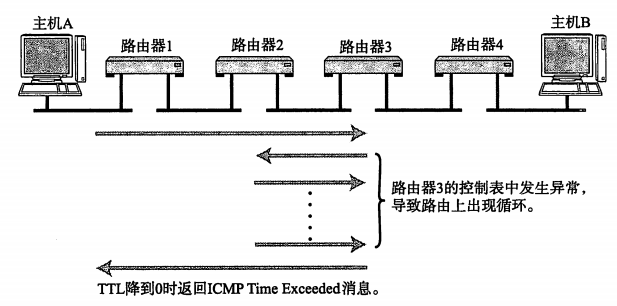 主机A
路由器1
路由器2
路由器3
路由器4
主机B
路由器3的控制表中发生异常，
导致路由上出现循环。
TTL降到0时返回ICMP Time Exceeded消息。